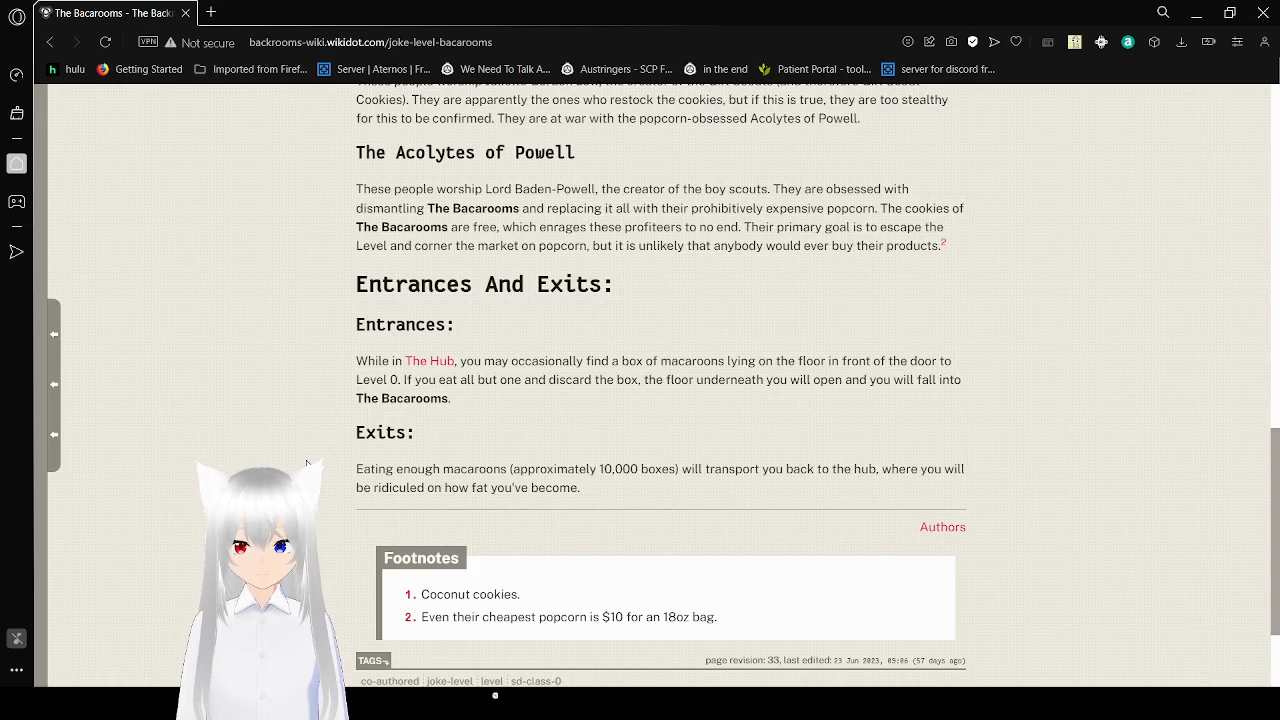 The Bacarooms - The Backr
VPN
Not secure
backrooms-wiki.wikidot.com/joke-level-bacarooms
hulu
Getting Started
Imported from Firef...
Server | Aternos | Fr...
We Need To Talk A...
Austringers - SCP F...
in the end
Patient Portal - tool...
server for discord fr...
Cookies). They are apparently the ones who restock the cookies, but if this is true, they are too stealthy
for this to be confirmed. They are at war with the popcorn-obsessed Acolytes of Powell.
The Acolytes of Powell
These people worship Lord Baden-Powell, the creator of the boy scouts. They are obsessed with
dismantling The Bacarooms and replacing it all with their prohibitively expensive popcorn. The cookies of
The Bacarooms are free, which enrages these profiteers to no end. Their primary goal is to escape the
Level and corner the market on popcorn, but it is unlikely that anybody would ever buy their products.2
Entrances And Exits:
Entrances:
While in The Hub, you may occasionally find a box of macaroons lying on the floor in front of the door to
Level 0. If you eat all but one and discard the box, the floor underneath you will open and you will fall into
The Bacarooms.
Exits:
Eating enough macaroons (approximately 10,000 boxes) will transport you back to the hub, where you will
be ridiculed on how fat you've become.
Authors
Footnotes
1. Coconut cookies.
2. Even their cheapest popcorn is $10 for an 18oz bag.
TAGS
page revision: 33, last edited: 23 Jun 2023, 09:06 (57 days ago)
co-authored joke-level level sd-class-0